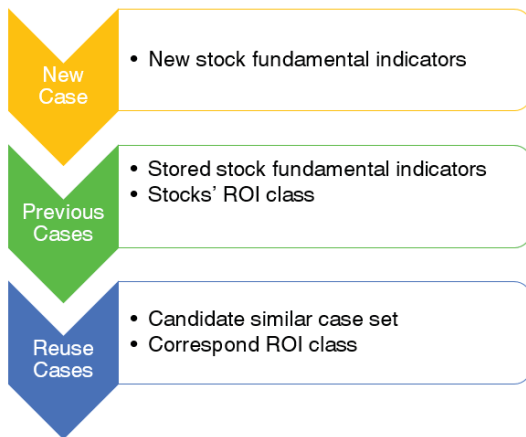 New
Case
• New stock fundamental indicators
Previous
Cases
• Stored stock fundamental indicators
• Stocks’ ROI class
Reuse
Cases
• Candidate similar case set
• Correspond ROI class